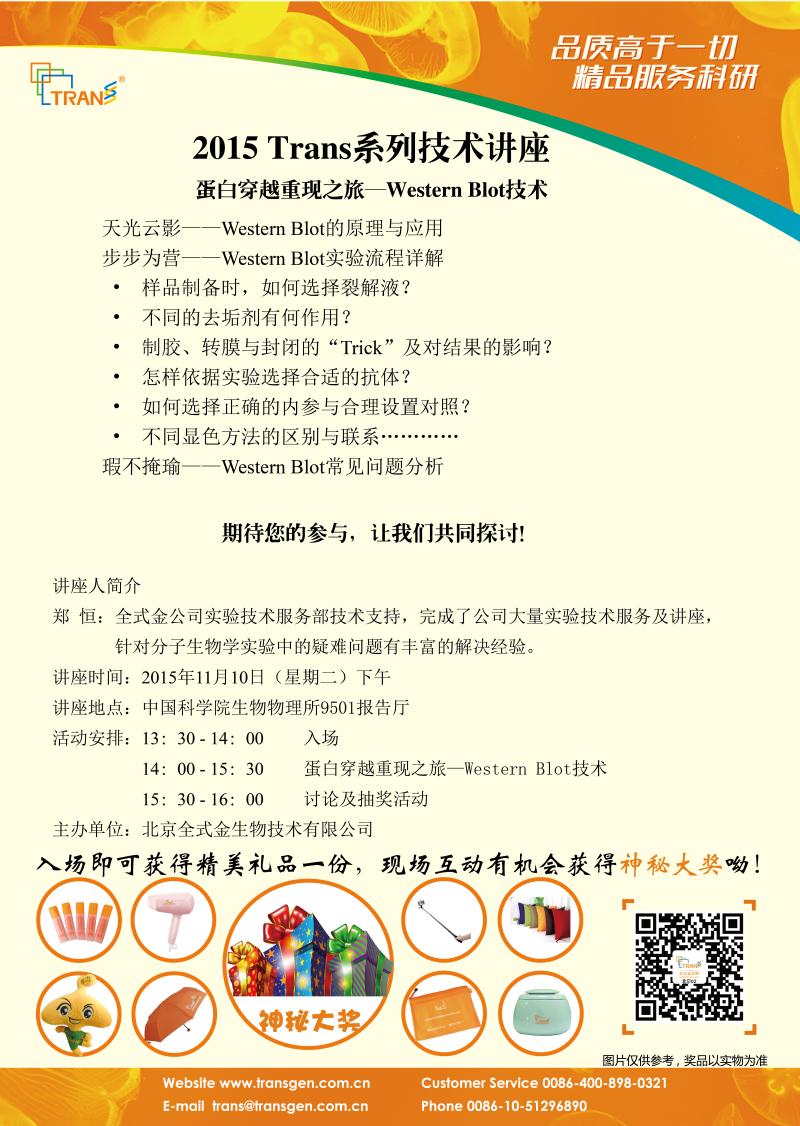 品质高于一切
精品服务科研
TRANS®
2015 Trans系列技术讲座
蛋白穿越重现之旅—Western Blot技术
天光云影——Western Blot的原理与应用
步步为营——Western Blot实验流程详解
• 样品制备时，如何选择裂解液？
• 不同的去垢剂有何作用？
• 制胶、转膜与封闭的“Trick”及对结果的影响？
• 怎样依据实验选择合适的抗体？
• 如何选择正确的内参与合理设置对照？
• 不同显色方法的区别与联系…………
瑕不掩瑜——Western Blot常见问题分析
期待您的参与，让我们共同探讨！
讲座人简介
郑 恒：全式金公司实验技术服务部技术支持，完成了公司大量实验技术服务及讲座，
针对分子生物学实验中的疑难问题有丰富的解决经验。
讲座时间：2015年11月10日（星期二）下午
讲座地点：中国科学院生物物理所9501报告厅
活动安排：13：30 - 14：00 入场
14：00 - 15：30 蛋白穿越重现之旅—Western Blot技术
15：30 - 16：00 讨论及抽奖活动
主办单位：北京全式金生物技术有限公司
入场即可获得精美礼品一份，现场互动有机会获得神秘大奖呦！
神秘大奖
TRANS
图片仅供参考，奖品以实物为准
Website www.transgen.com.cn Customer Service 0086-400-898-0321
E-mail trans@transgen.com.cn Phone 0086-10-51296890